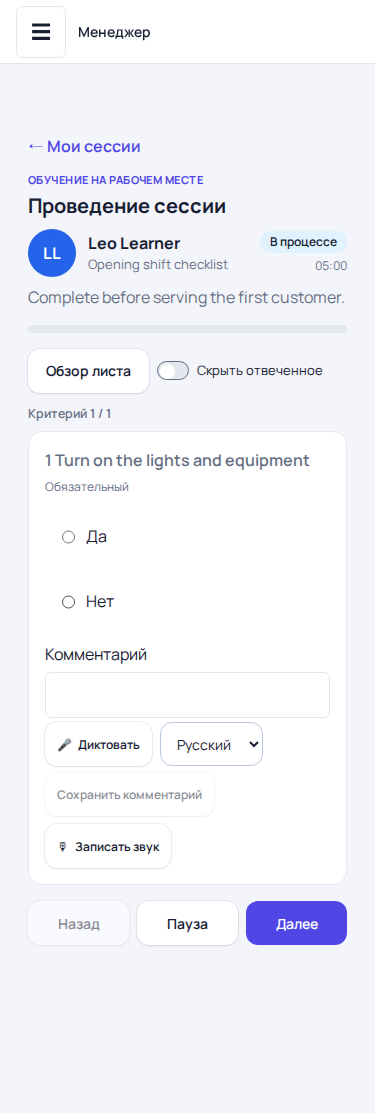 Менеджер
← Мои сессии
ОБУЧЕНИЕ НА РАБОЧЕМ МЕСТЕ
Проведение сессии
LL
Leo Learner
В процессе
Opening shift checklist
05:00
Complete before serving the first customer.
Обзор листа
Скрыть отвеченное
Критерий 1 / 1
1 Turn on the lights and equipment
Обязательный
Да
Нет
Комментарий
Диктовать
Русский
Сохранить комментарий
Записать звук
Назад
Пауза
Далее